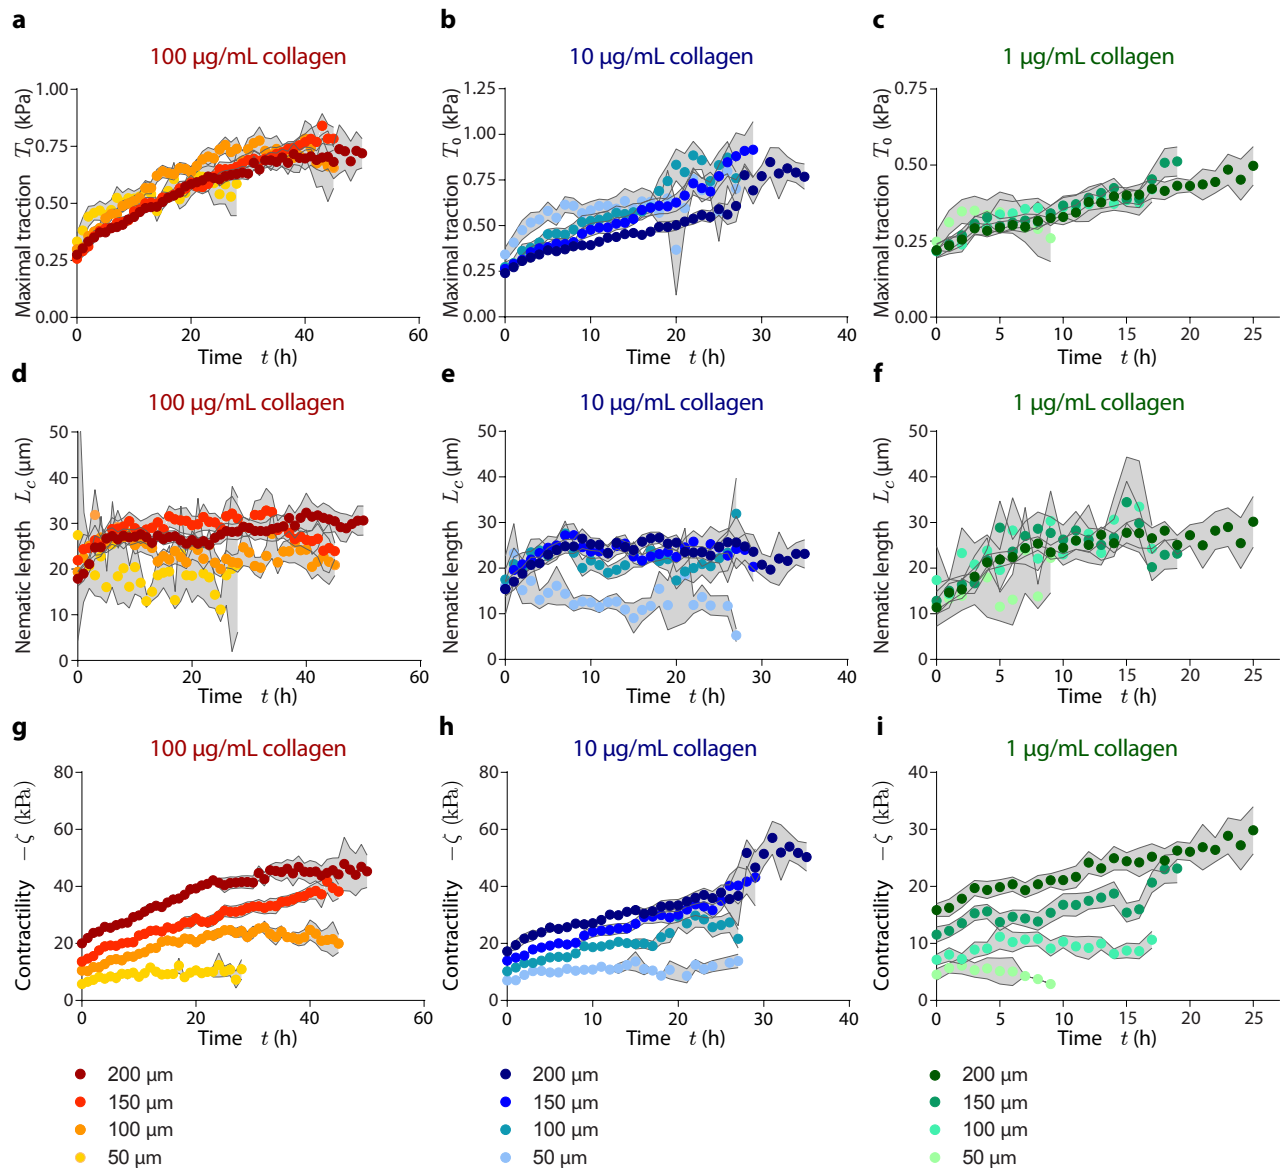 a
100 µg/mL collagen
Maximal traction T₀ (kPa)
1.00
0.75
0.50
0.25
0.00
0 20 40 60
Time t (h)
b
10 µg/mL collagen
Maximal traction T₀ (kPa)
1.25
1.00
0.75
0.50
0.25
0.00
0 10 20 30 40
Time t (h)
c
1 µg/mL collagen
Maximal traction T₀ (kPa)
0.75
0.50
0.25
0.00
0 5 10 15 20 25
Time t (h)
d
100 µg/mL collagen
Nematic length L_c (µm)
50
40
30
20
10
0
0 20 40 60
Time t (h)
e
10 µg/mL collagen
Nematic length L_c (µm)
50
40
30
20
10
0
0 10 20 30 40
Time t (h)
f
1 µg/mL collagen
Nematic length L_c (µm)
50
40
30
20
10
0
0 5 10 15 20 25
Time t (h)
g
100 µg/mL collagen
Contractility −ζ (kPa)
80
60
40
20
0
0 20 40 60
Time t (h)
h
10 µg/mL collagen
Contractility −ζ (kPa)
80
60
40
20
0
0 10 20 30 40
Time t (h)
i
1 µg/mL collagen
Contractility −ζ (kPa)
40
30
20
10
0
0 5 10 15 20 25
Time t (h)
200 µm
150 µm
100 µm
50 µm
200 µm
150 µm
100 µm
50 µm
200 µm
150 µm
100 µm
50 µm